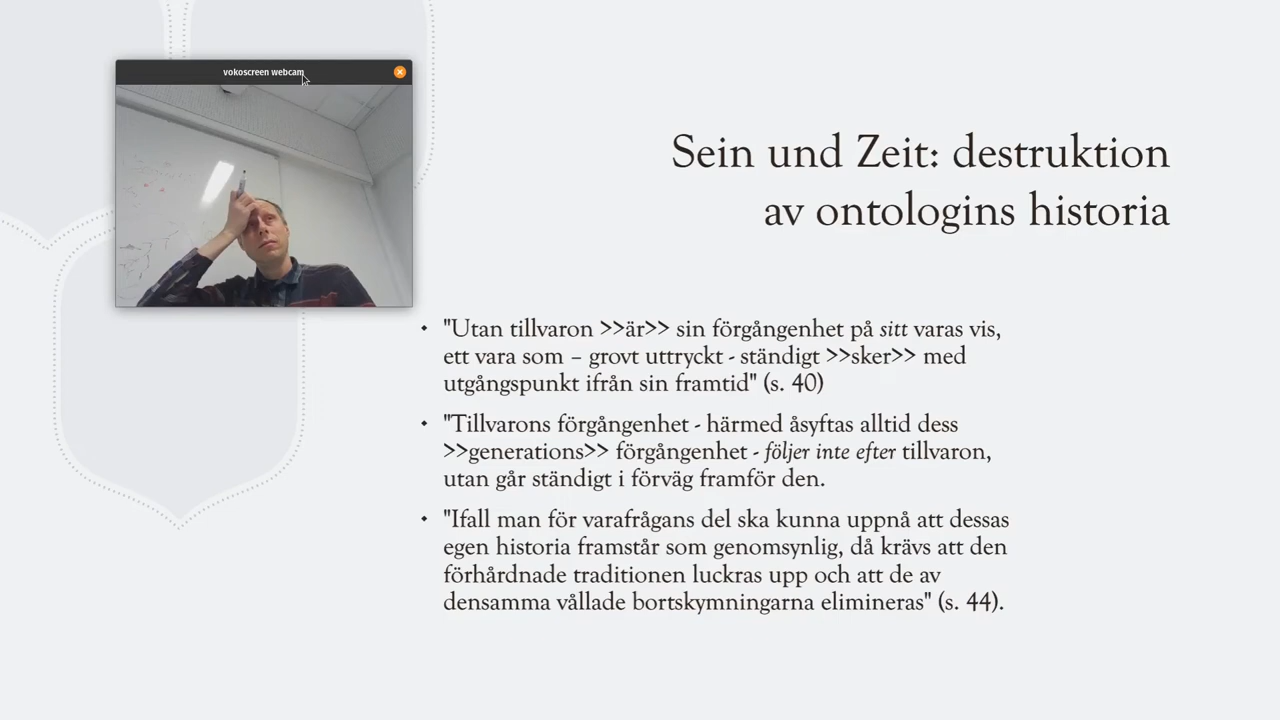 vokoscreen webcam
Sein und Zeit: destruktion
av ontologins historia
• "Utan tillvaron >>är>> sin förgångenhet på sitt varas vis,
ett vara som – grovt uttryckt - ständigt >>sker>> med
utgångspunkt ifrån sin framtid" (s. 40)
• "Tillvarons förgångenhet - härmed åsyftas alltid dess
>>generations>> förgångenhet - följer inte efter tillvaron,
utan går ständigt i förväg framför den.
• "Ifall man för varafrågans del ska kunna uppnå att dessas
egen historia framstår som genomsynlig, då krävs att den
förhårdnade traditionen luckras upp och att de av
densamma vållade bortskymningarna elimineras" (s. 44).